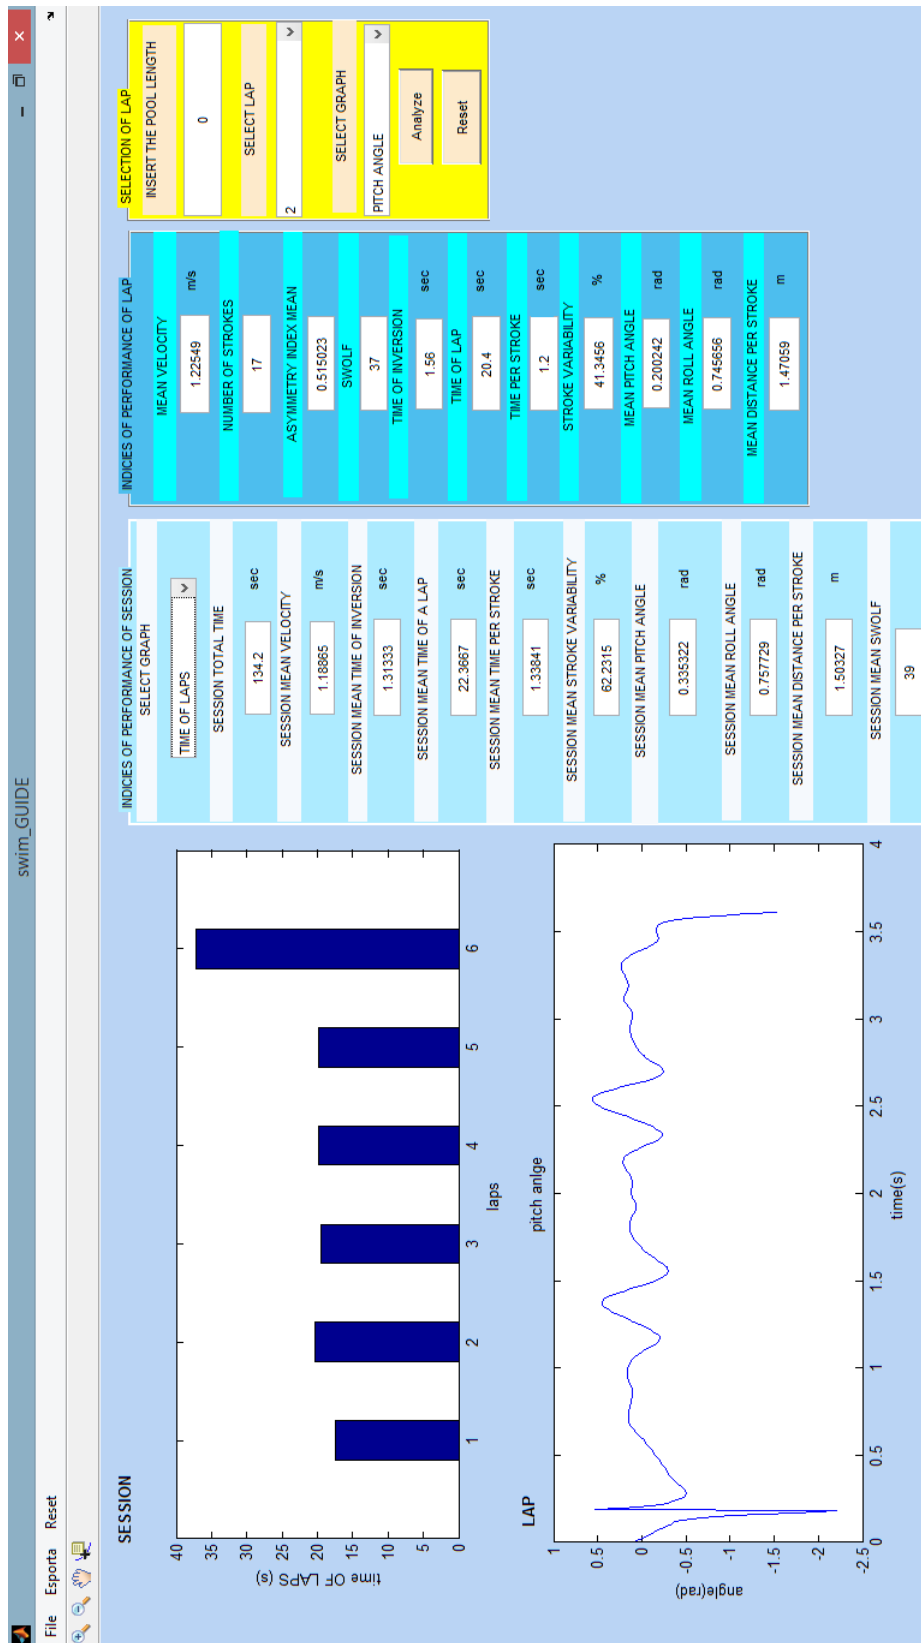 swim_GUIDE
File Esporta Reset
SESSION
time OF LAPS (s)
40
35
30
25
20
15
10
5
0
1 2 3 4 5 6
laps
LAP
pitch anlge
angle(rad)
1
0.5
0
-0.5
-1
-1.5
-2
-2.5
0 0.5 1 1.5 2 2.5 3 3.5 4
time(s)
INDICIES OF PERFORMANCE OF SESSION
SELECT GRAPH
TIME OF LAPS
SESSION TOTAL TIME
134.2 sec
SESSION MEAN VELOCITY
1.18865 m/s
SESSION MEAN TIME OF INVERSION
1.31333 sec
SESSION MEAN TIME OF A LAP
22.3667 sec
SESSION MEAN TIME PER STROKE
1.33841 sec
SESSION MEAN STROKE VARIABILITY
62.2315 %
SESSION MEAN PITCH ANGLE
0.335322 rad
SESSION MEAN ROLL ANGLE
0.757729 rad
SESSION MEAN DISTANCE PER STROKE
1.50327 m
SESSION MEAN SWOLF
39
INDICIES OF PERFORMANCE OF LAP
MEAN VELOCITY
1.22549 m/s
NUMBER OF STROKES
17
ASYMMETRY INDEX MEAN
0.515023
SWOLF
37
TIME OF INVERSION
1.56 sec
TIME OF LAP
20.4 sec
TIME PER STROKE
1.2 sec
STROKE VARIABILITY
41.3456 %
MEAN PITCH ANGLE
0.200242 rad
MEAN ROLL ANGLE
0.745656 rad
MEAN DISTANCE PER STROKE
1.47059 m
SELECTION OF LAP
INSERT THE POOL LENGTH
0
SELECT LAP
2
SELECT GRAPH
PITCH ANGLE
Analyze
Reset